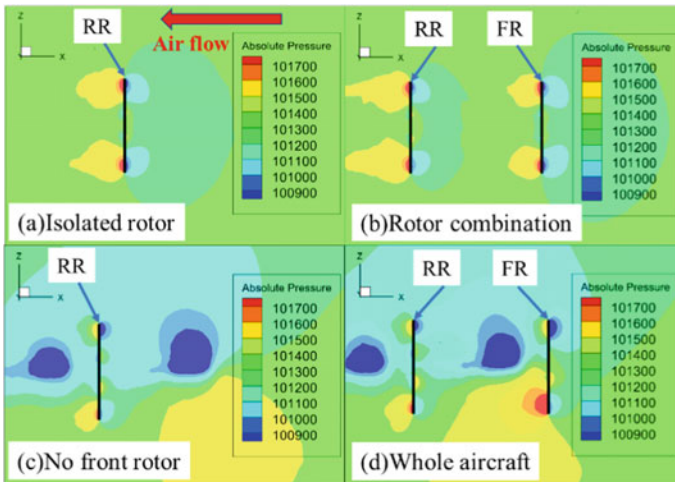 Z
X
RR
Air flow
Absolute Pressure
101700
101600
101500
101400
101300
101200
101100
101000
100900
(a)Isolated rotor
Z
X
RR
FR
Absolute Pressure
101700
101600
101500
101400
101300
101200
101100
101000
100900
(b)Rotor combination
Z
X
RR
Absolute Pressure
101700
101600
101500
101400
101300
101200
101100
101000
100900
(c)No front rotor
Z
X
RR
FR
Absolute Pressure
101700
101600
101500
101400
101300
101200
101100
101000
100900
(d)Whole aircraft